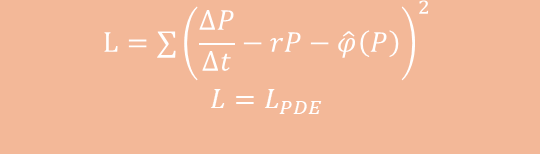 L = ∑(ΔP/Δt − rP − φ̂(P))²
L = L_PDE